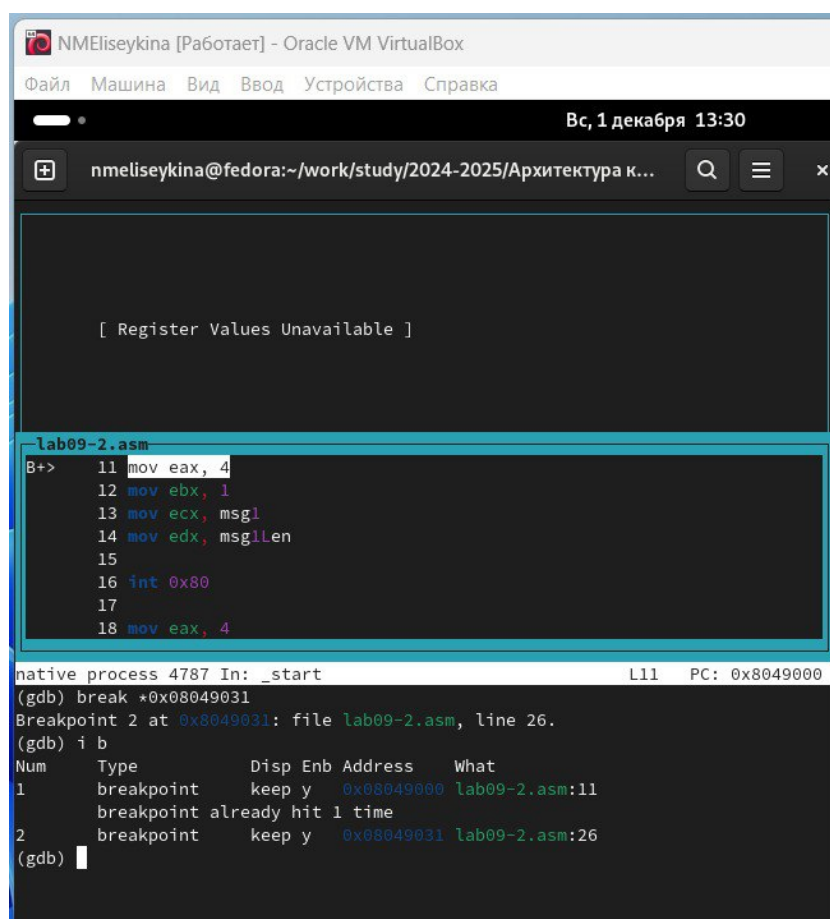 NMEliseykina [Работает] - Oracle VM VirtualBox
Файл Машина Вид Ввод Устройства Справка
Вс, 1 декабря 13:30
nmeliseykina@fedora:~/work/study/2024-2025/Архитектура к...
[ Register Values Unavailable ]
lab09-2.asm
B+> 11 mov eax, 4
12 mov ebx, 1
13 mov ecx, msg1
14 mov edx, msg1Len
15
16 int 0x80
17
18 mov eax, 4
native process 4787 In: _start L11 PC: 0x8049000
(gdb) break *0x08049031
Breakpoint 2 at 0x8049031: file lab09-2.asm, line 26.
(gdb) i b
Num Type Disp Enb Address What
1 breakpoint keep y 0x08049000 lab09-2.asm:11
breakpoint already hit 1 time
2 breakpoint keep y 0x08049031 lab09-2.asm:26
(gdb)